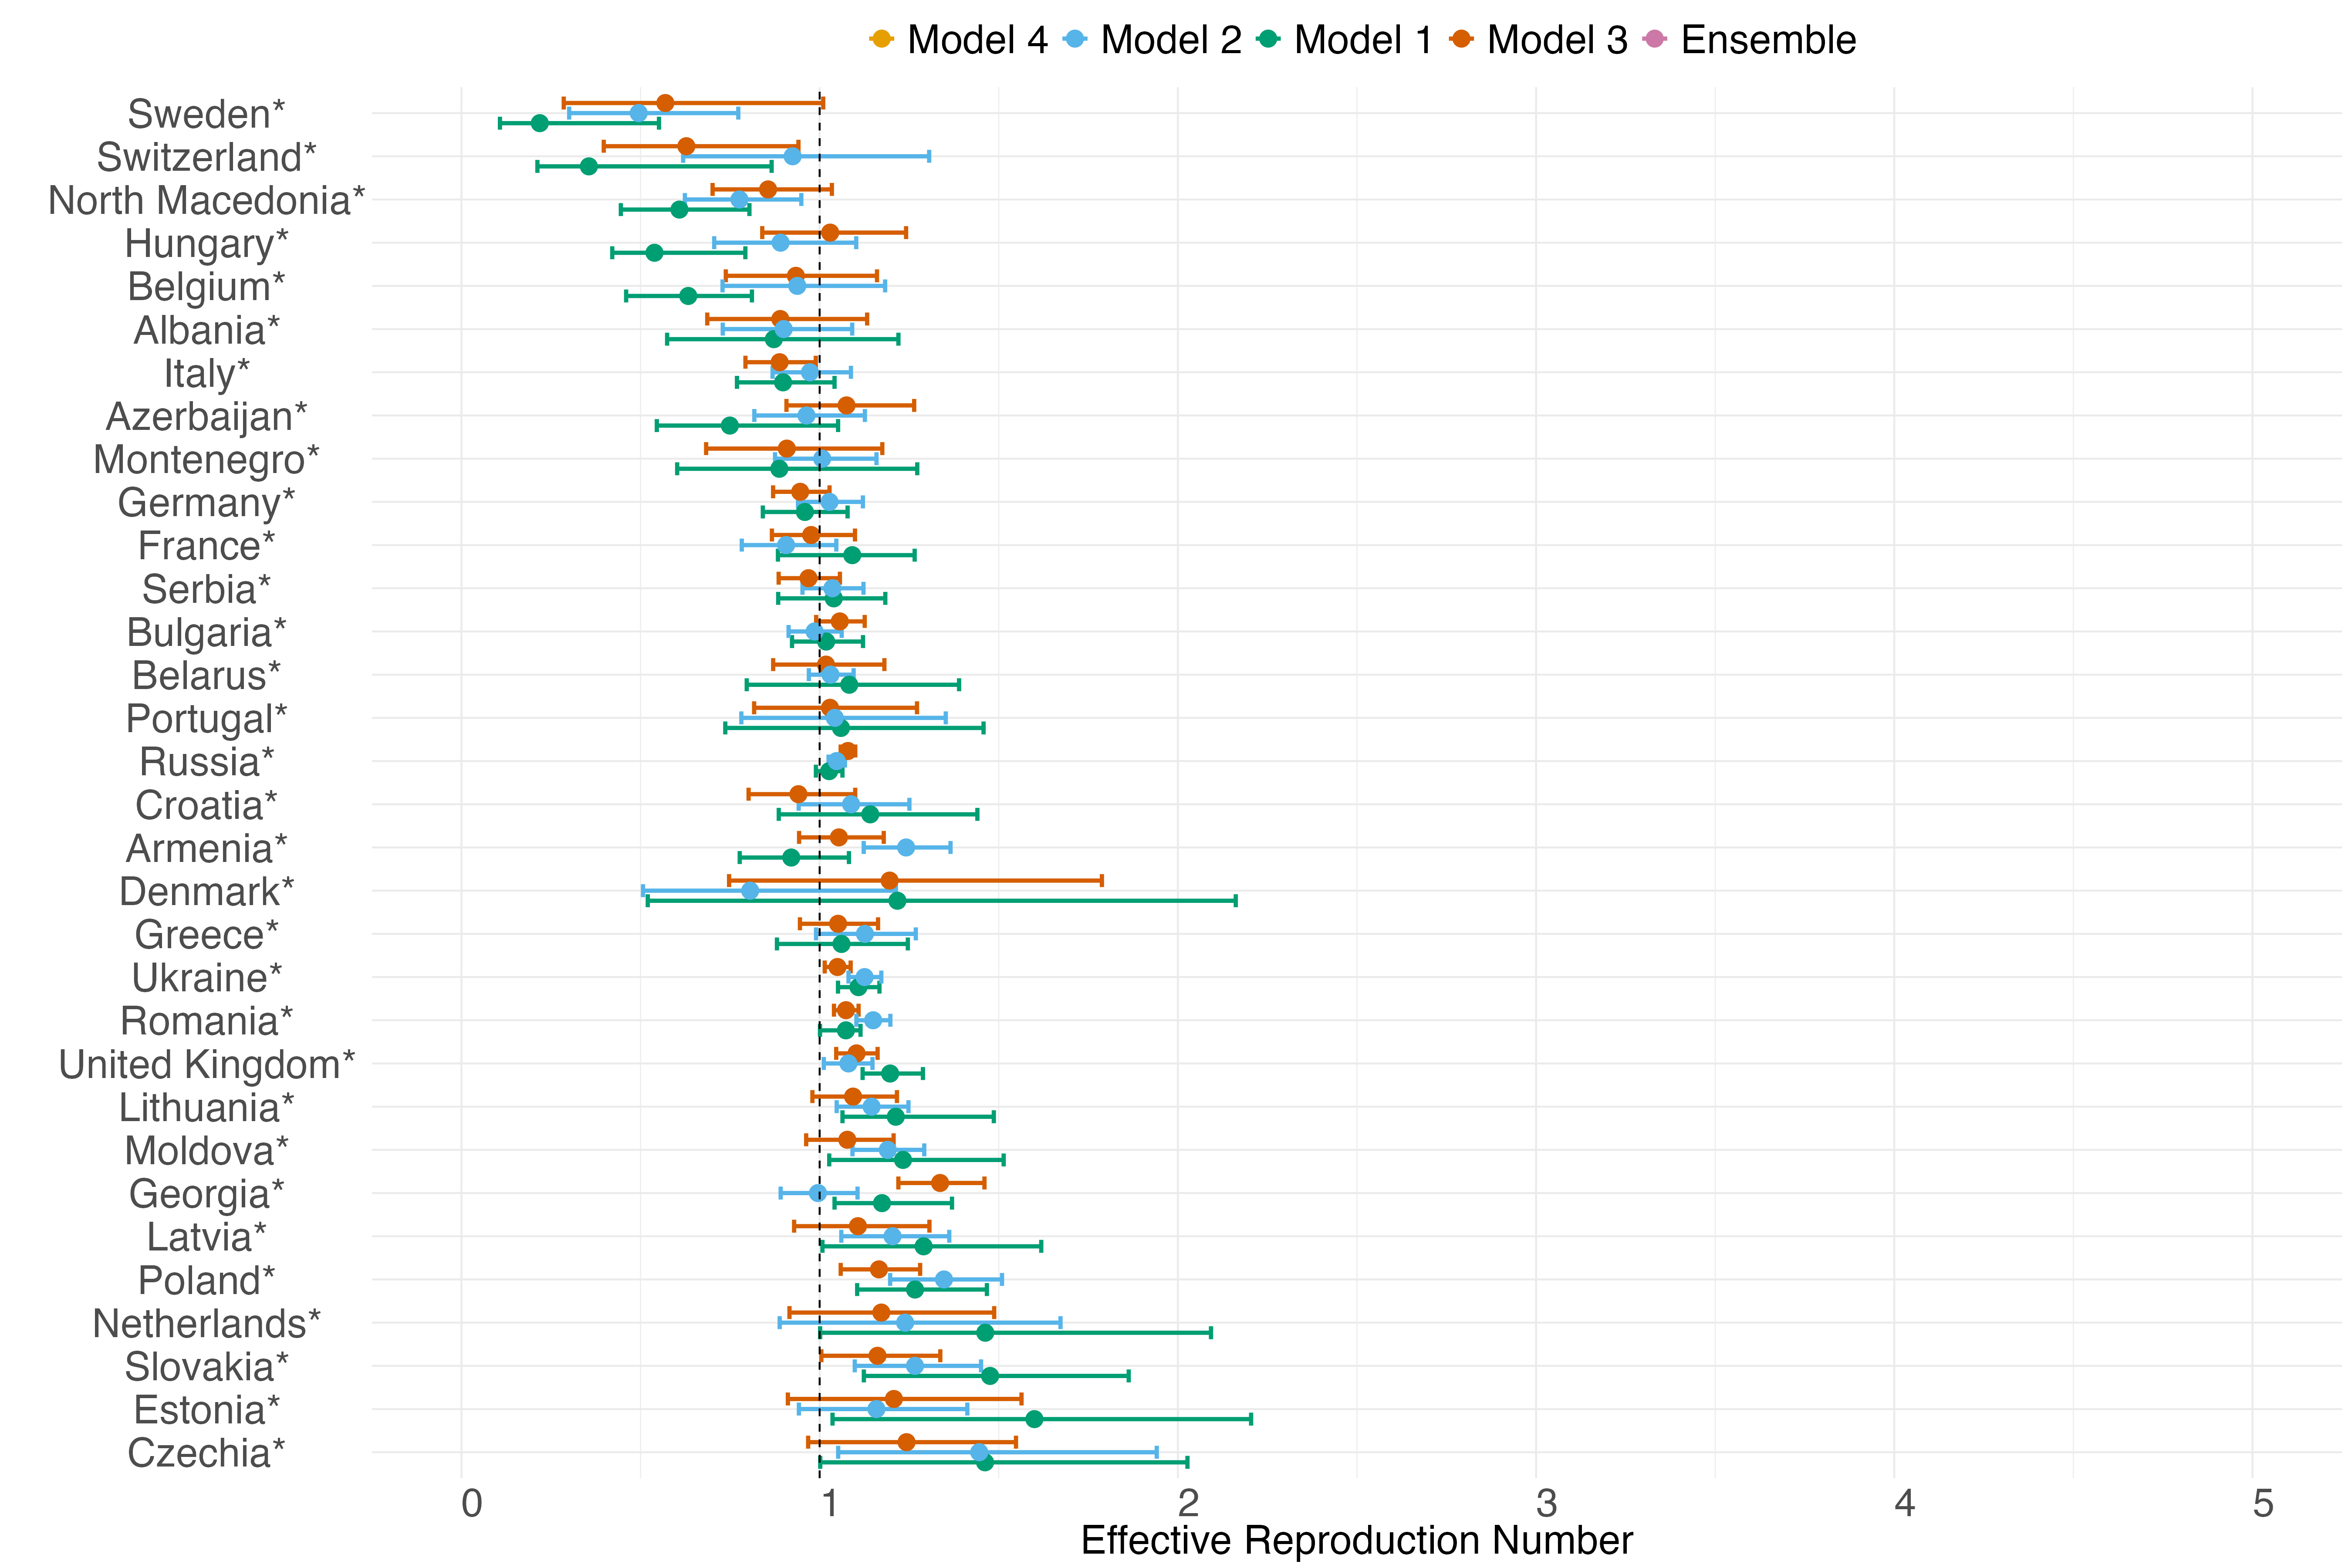 Model 4 Model 2 Model 1 Model 3 Ensemble
Sweden*
Switzerland*
North Macedonia*
Hungary*
Belgium*
Albania*
Italy*
Azerbaijan*
Montenegro*
Germany*
France*
Serbia*
Bulgaria*
Belarus*
Portugal*
Russia*
Croatia*
Armenia*
Denmark*
Greece*
Ukraine*
Romania*
United Kingdom*
Lithuania*
Moldova*
Georgia*
Latvia*
Poland*
Netherlands*
Slovakia*
Estonia*
Czechia*
0 1 2 3 4 5
Effective Reproduction Number